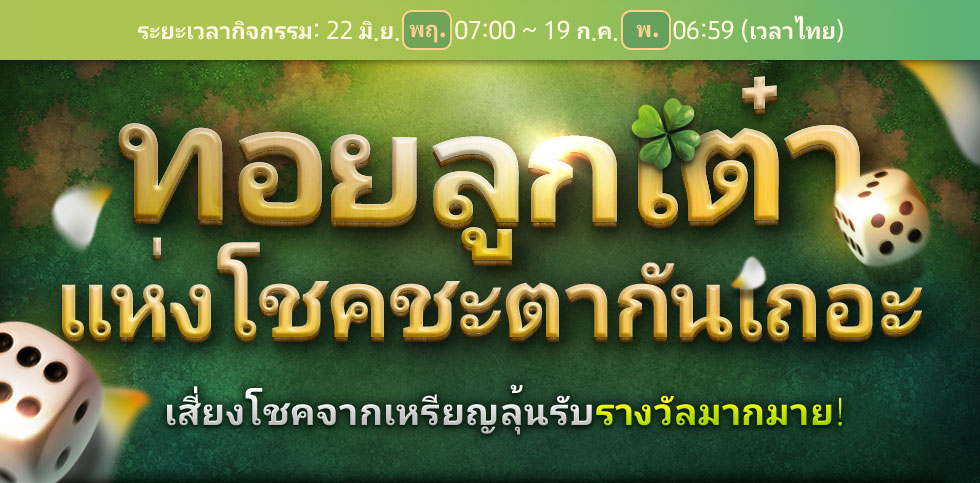 ระยะเวลากิจกรรม: 22 มิ.ย. พฤ. 07:00 ~ 19 ก.ค. พ. 06:59 (เวลาไทย)
ทอยลูกเต๋า
แห่งโชคชะตากันเถอะ
เสี่ยงโชคจากเหรียญลุ้นรับรางวัลมากมาย!